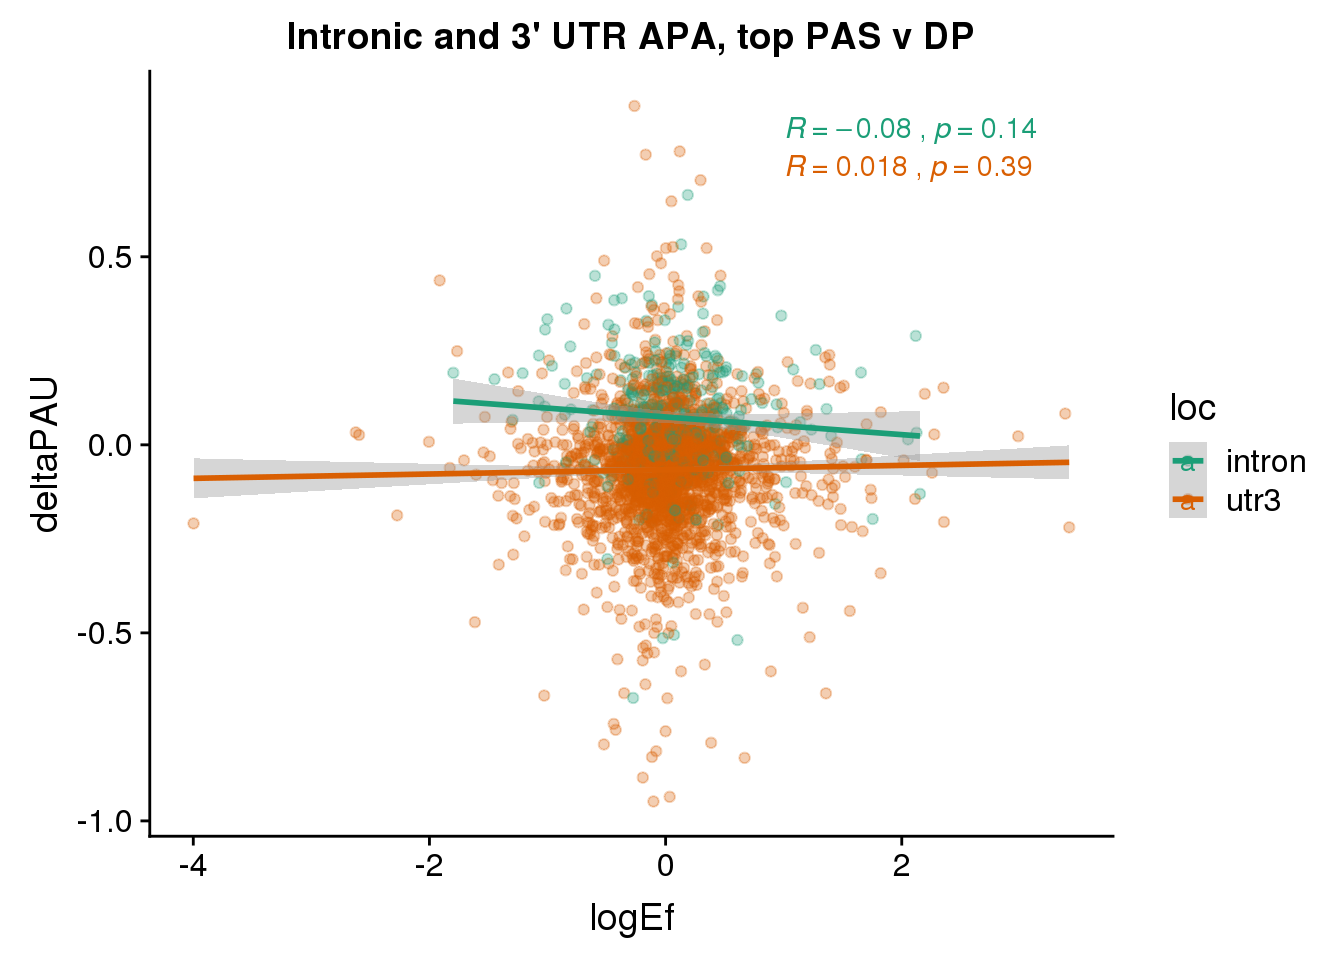 Intronic and 3' UTR APA, top PAS v DP
R = −0.08 , p = 0.14
R = 0.018 , p = 0.39
0.5
0.0
-0.5
-1.0
deltaPAU
-4
-2
0
2
logEf
loc
a intron
a utr3